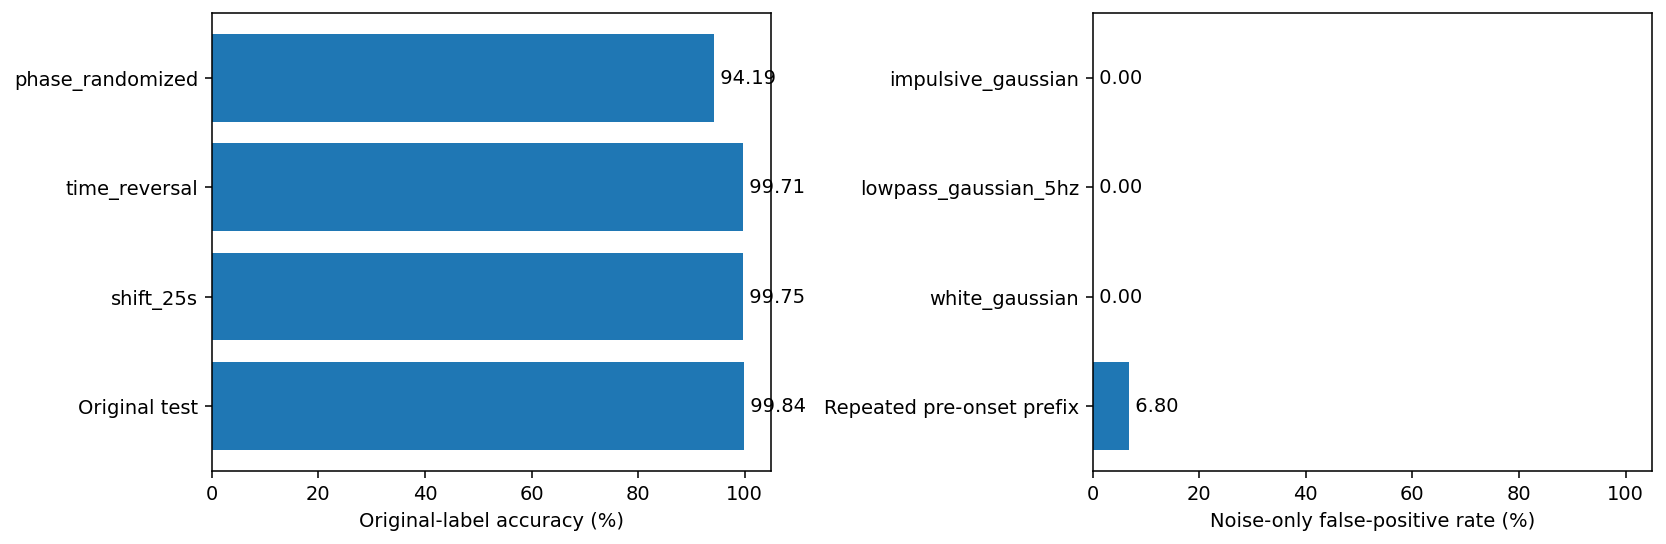 phase_randomized 94.19
time_reversal 99.71
shift_25s 99.75
Original test 99.84
0 20 40 60 80 100
Original-label accuracy (%)
impulsive_gaussian 0.00
lowpass_gaussian_5hz 0.00
white_gaussian 0.00
Repeated pre-onset prefix 6.80
0 20 40 60 80 100
Noise-only false-positive rate (%)